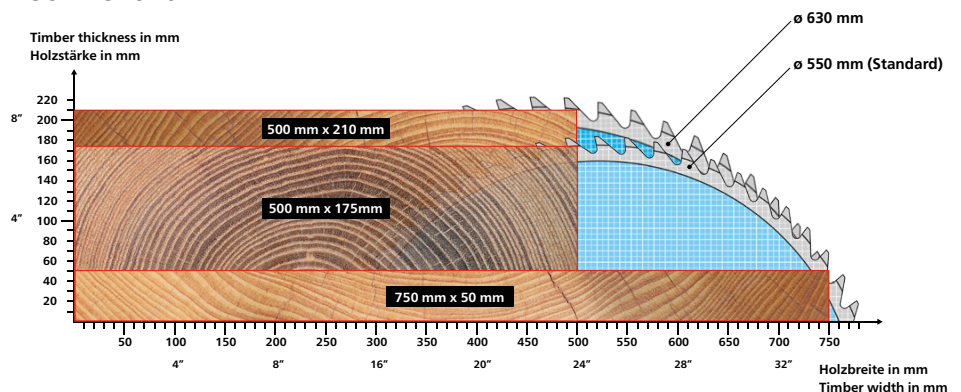 ø 630 mm
Timber thickness in mm
Holzstärke in mm
ø 550 mm (Standard)
220
8” 200
180
160
140
120
4” 100
80
60
40
20
500 mm x 210 mm
500 mm x 175mm
750 mm x 50 mm
50 100 150 200 250 300 350 400 450 500 550 600 650 700 750
4” 8” 16” 20” 24” 28” 32”
Holzbreite in mm
Timber width in mm